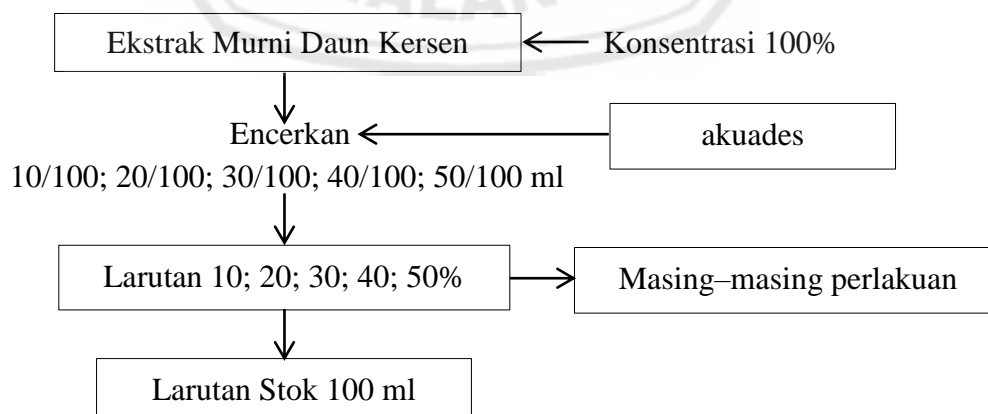 Ekstrak Murni Daun Kersen
Konsentrasi 100%
Encerkan
akuades
10/100; 20/100; 30/100; 40/100; 50/100 ml
Larutan 10; 20; 30; 40; 50%
Masing–masing perlakuan
Larutan Stok 100 ml